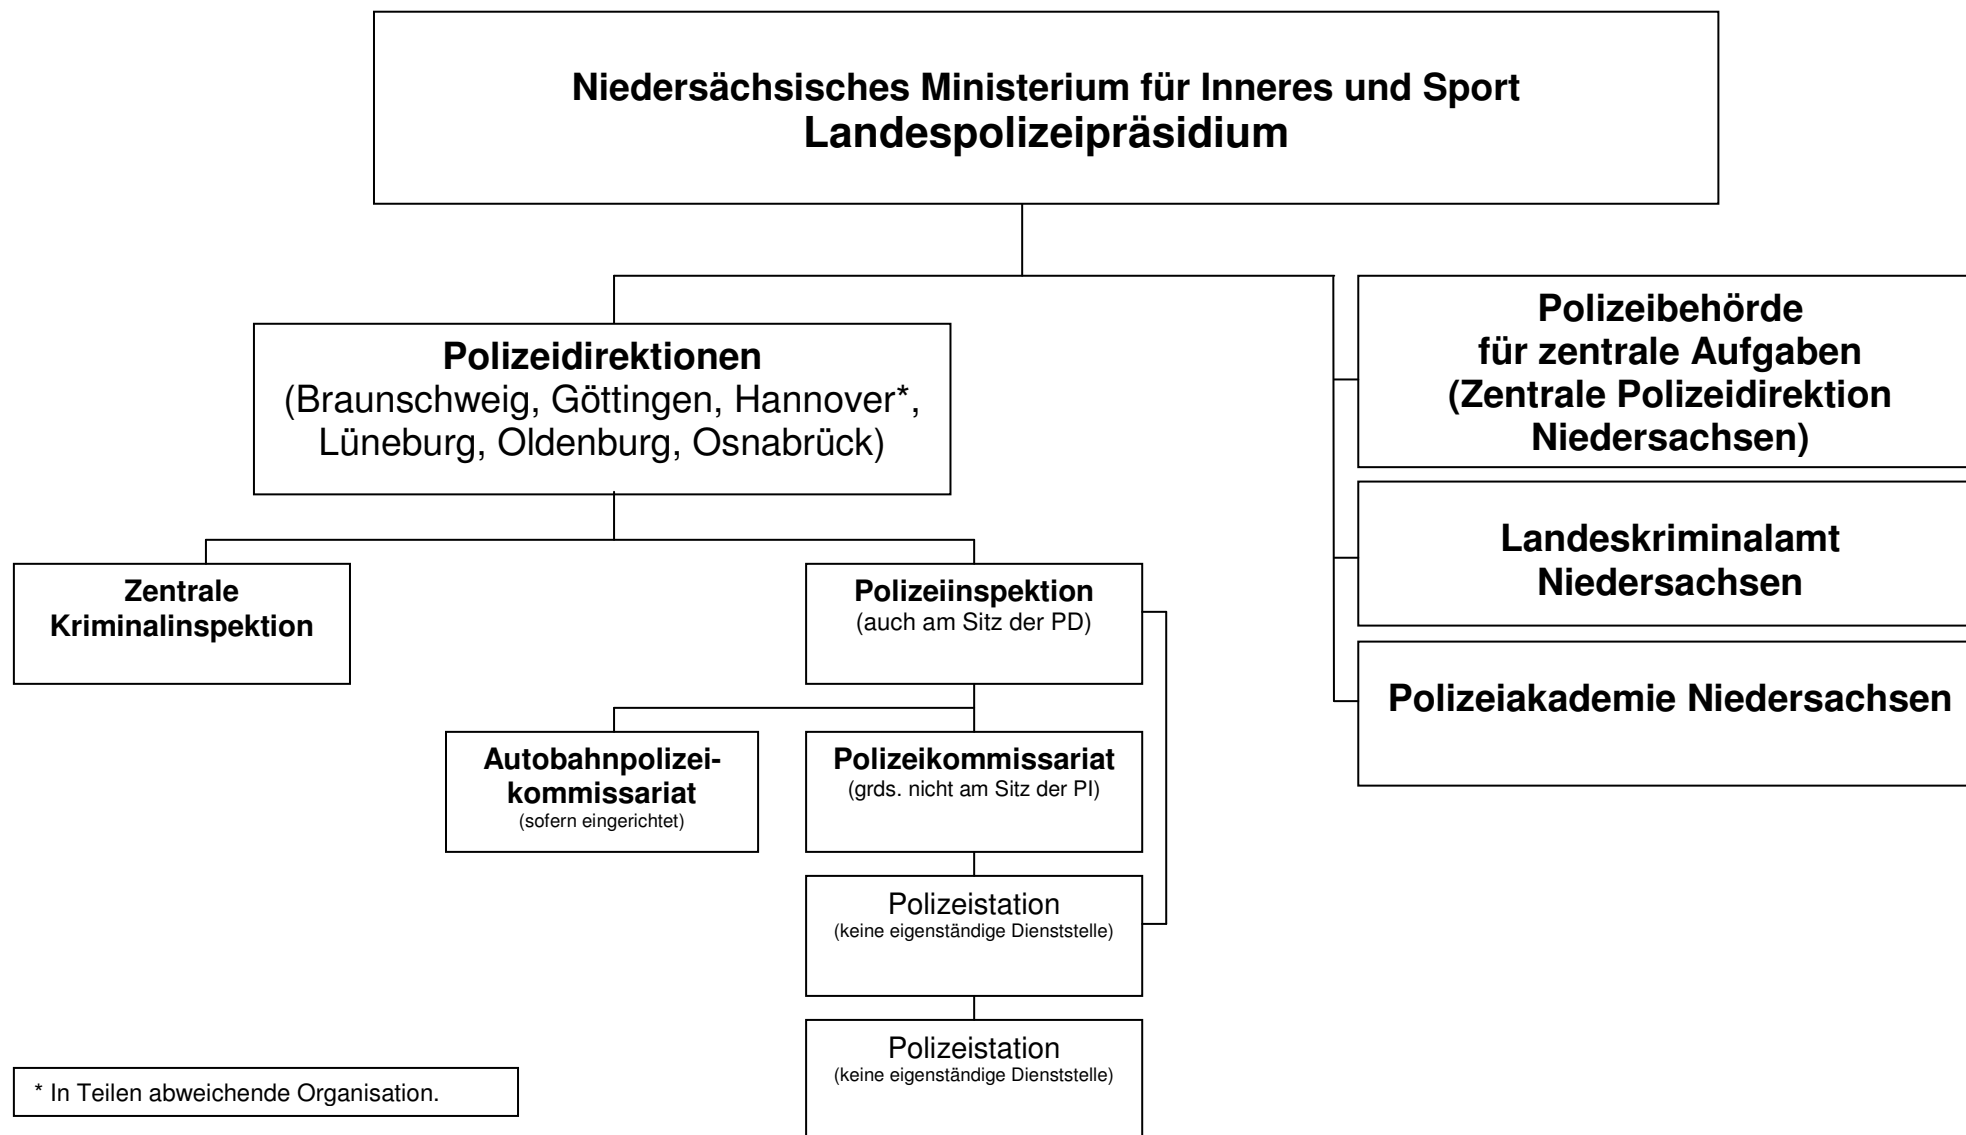 Niedersächsisches Ministerium für Inneres und Sport
Landespolizeipräsidium
Polizeidirektionen
(Braunschweig, Göttingen, Hannover*,
Lüneburg, Oldenburg, Osnabrück)
Polizeibehörde
für zentrale Aufgaben
(Zentrale Polizeidirektion
Niedersachsen)
Landeskriminalamt
Niedersachsen
Polizeiakademie Niedersachsen
Zentrale
Kriminalinspektion
Polizeiinspektion
(auch am Sitz der PD)
Autobahnpolizei-
kommissariat
(sofern eingerichtet)
Polizeikommissariat
(grds. nicht am Sitz der PI)
Polizeistation
(keine eigenständige Dienststelle)
Polizeistation
(keine eigenständige Dienststelle)
* In Teilen abweichende Organisation.